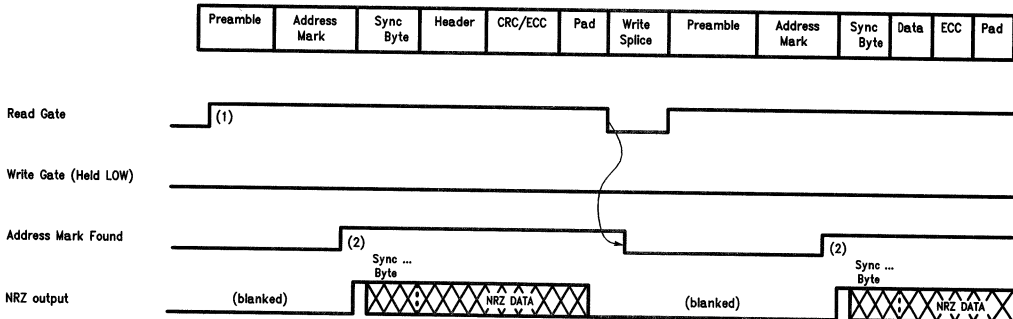 Preamble Address Mark Sync Byte Header CRC/ECC Pad Write Splice Preamble Address Mark Sync Byte Data ECC Pad
Read Gate (1)
Write Gate (Held LOW)
Address Mark Found (2) (2)
Sync ... Byte Sync ... Byte
NRZ output (blanked) NRZ DATA (blanked) NRZ DATA